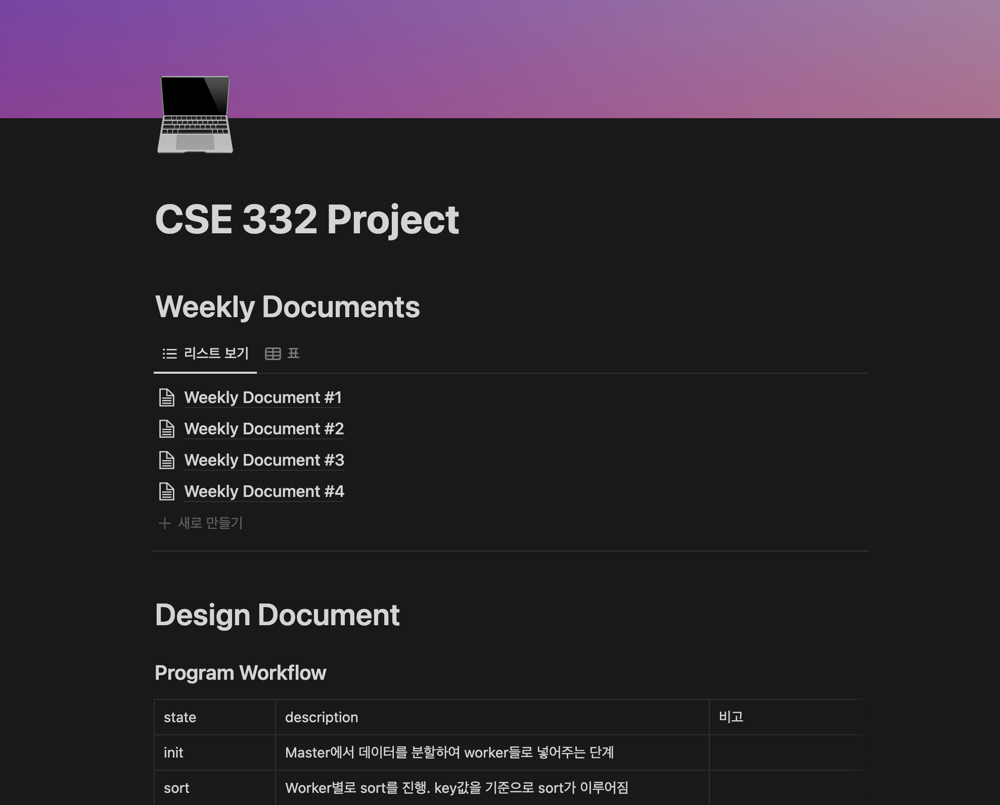 CSE 332 Project
Weekly Documents
리스트 보기 표
Weekly Document #1
Weekly Document #2
Weekly Document #3
Weekly Document #4
새로 만들기
Design Document
Program Workflow
state description 비고
init Master에서 데이터를 분할하여 worker들로 넣어주는 단계
sort Worker별로 sort를 진행. key값을 기준으로 sort가 이루어짐